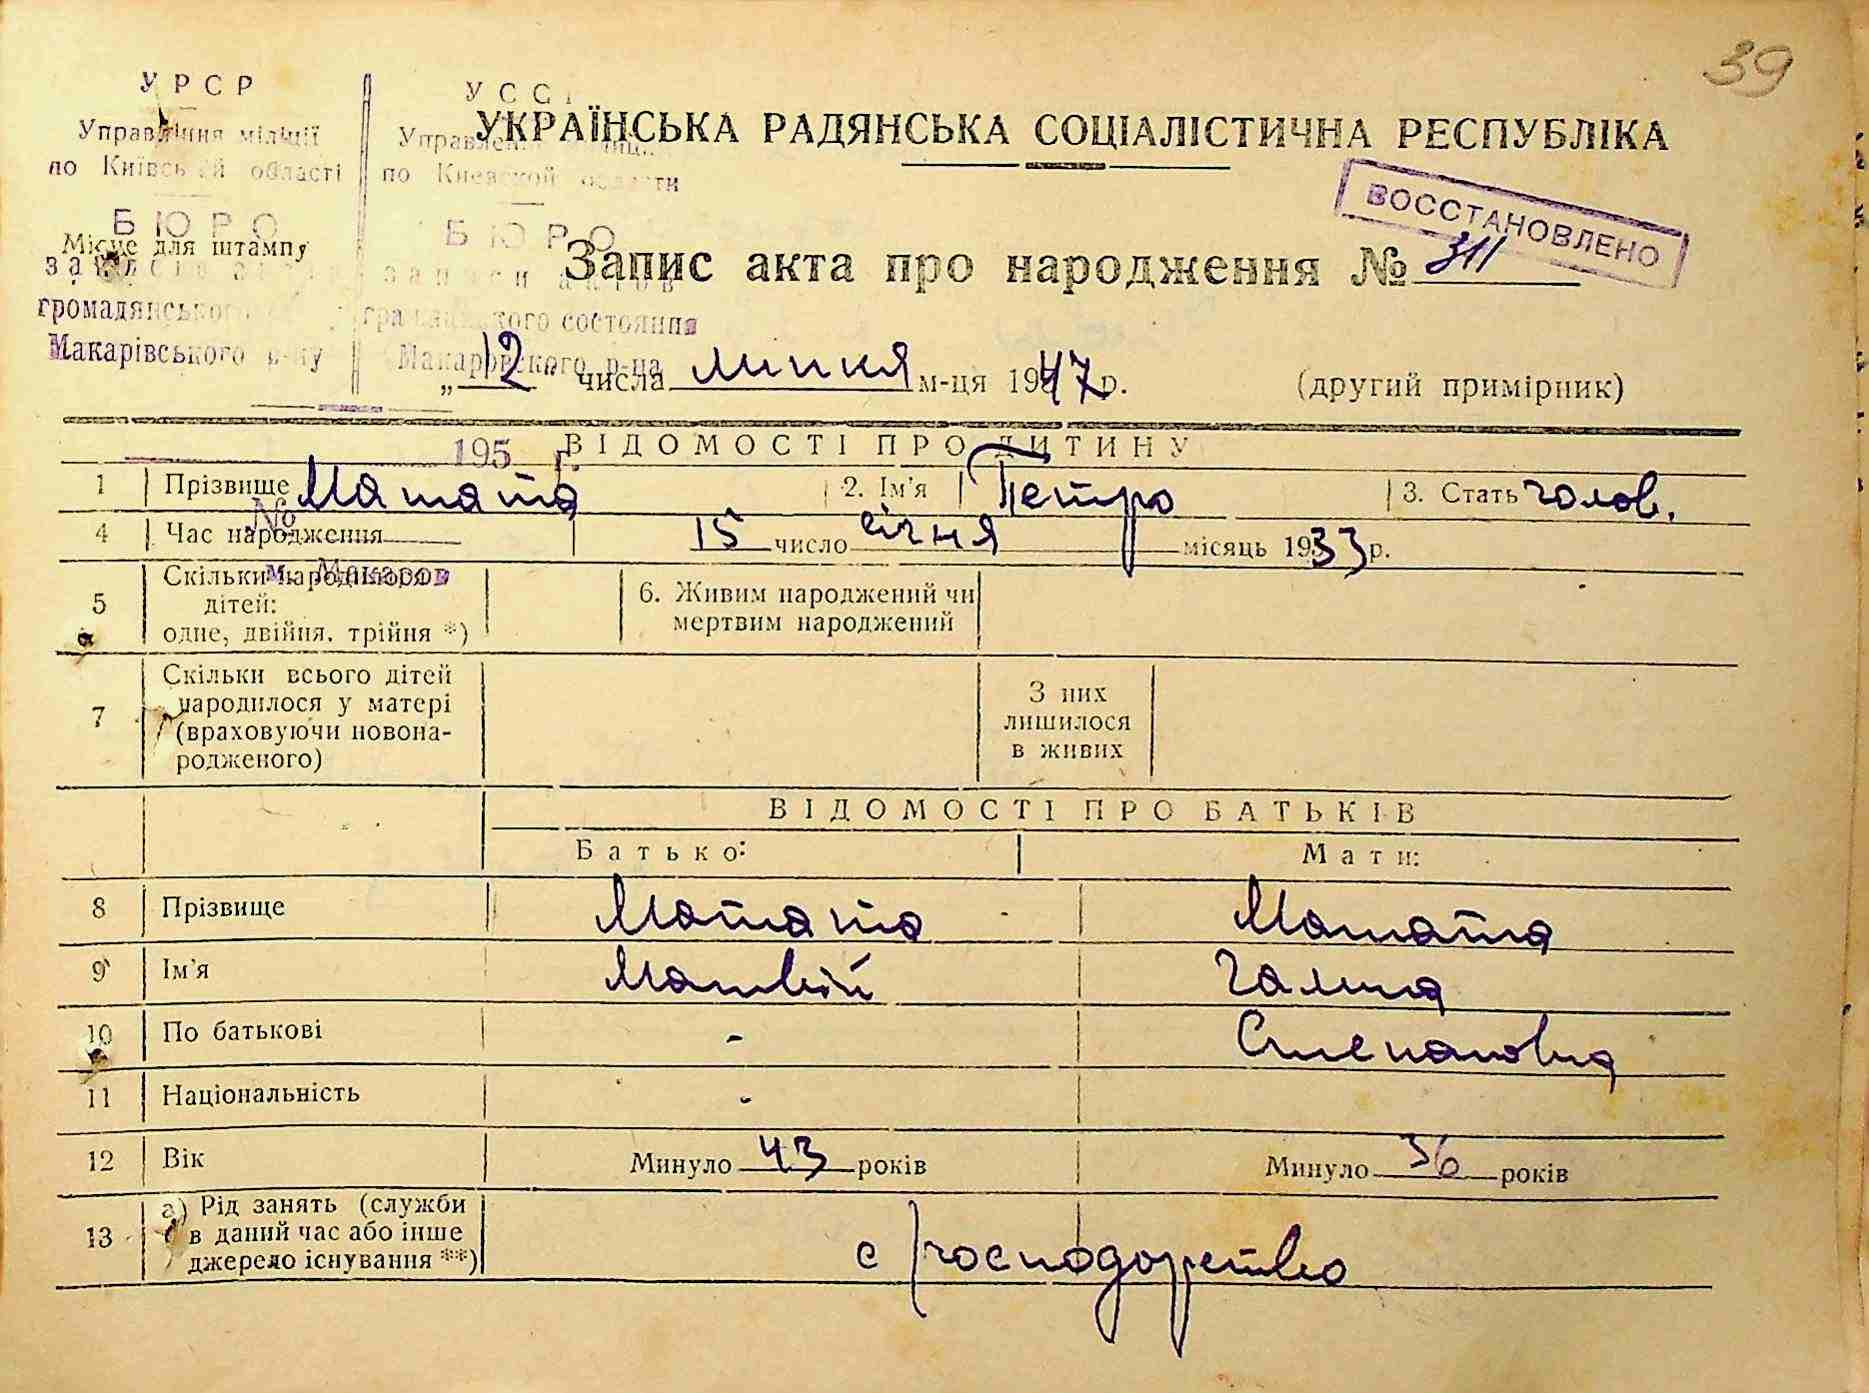 39
УРСР
Управління міліції
по Київській області
БЮРО
громадянського
Макарівського р-ну
УССР
по Киевской области
БЮРО
записи актов
гражданского состояния
Макаровского р-на
195 г.
№
м. Макаров
УКРАЇНСЬКА РАДЯНСЬКА СОЦІАЛІСТИЧНА РЕСПУБЛІКА
ВОССТАНОВЛЕНО
Місце для штампу
Запис акта про народження № 311
„12“ числа липня м-ця 1947 р. (другий примірник)
ВІДОМОСТІ ПРО ДИТИНУ
1 Прізвище Матата 2. Ім'я Петро 3. Стать чолов.
4 Час народження 15 число січня місяць 1933 р.
5 Скільки народилося дітей: одне, двійня, трійня *)
6. Живим народжений чи мертвим народжений
7 Скільки всього дітей народилося у матері (враховуючи новонародженого)
З них лишилося в живих
ВІДОМОСТІ ПРО БАТЬКІВ
Батько: Мати:
8 Прізвище Матата Матата
9 Ім'я Матвій Галина
10 По батькові - Степановна
11 Національність -
12 Вік Минуло 43 років Минуло 36 років
13 а) Рід занять (служби в даний час або інше джерело існування **) с/господарство